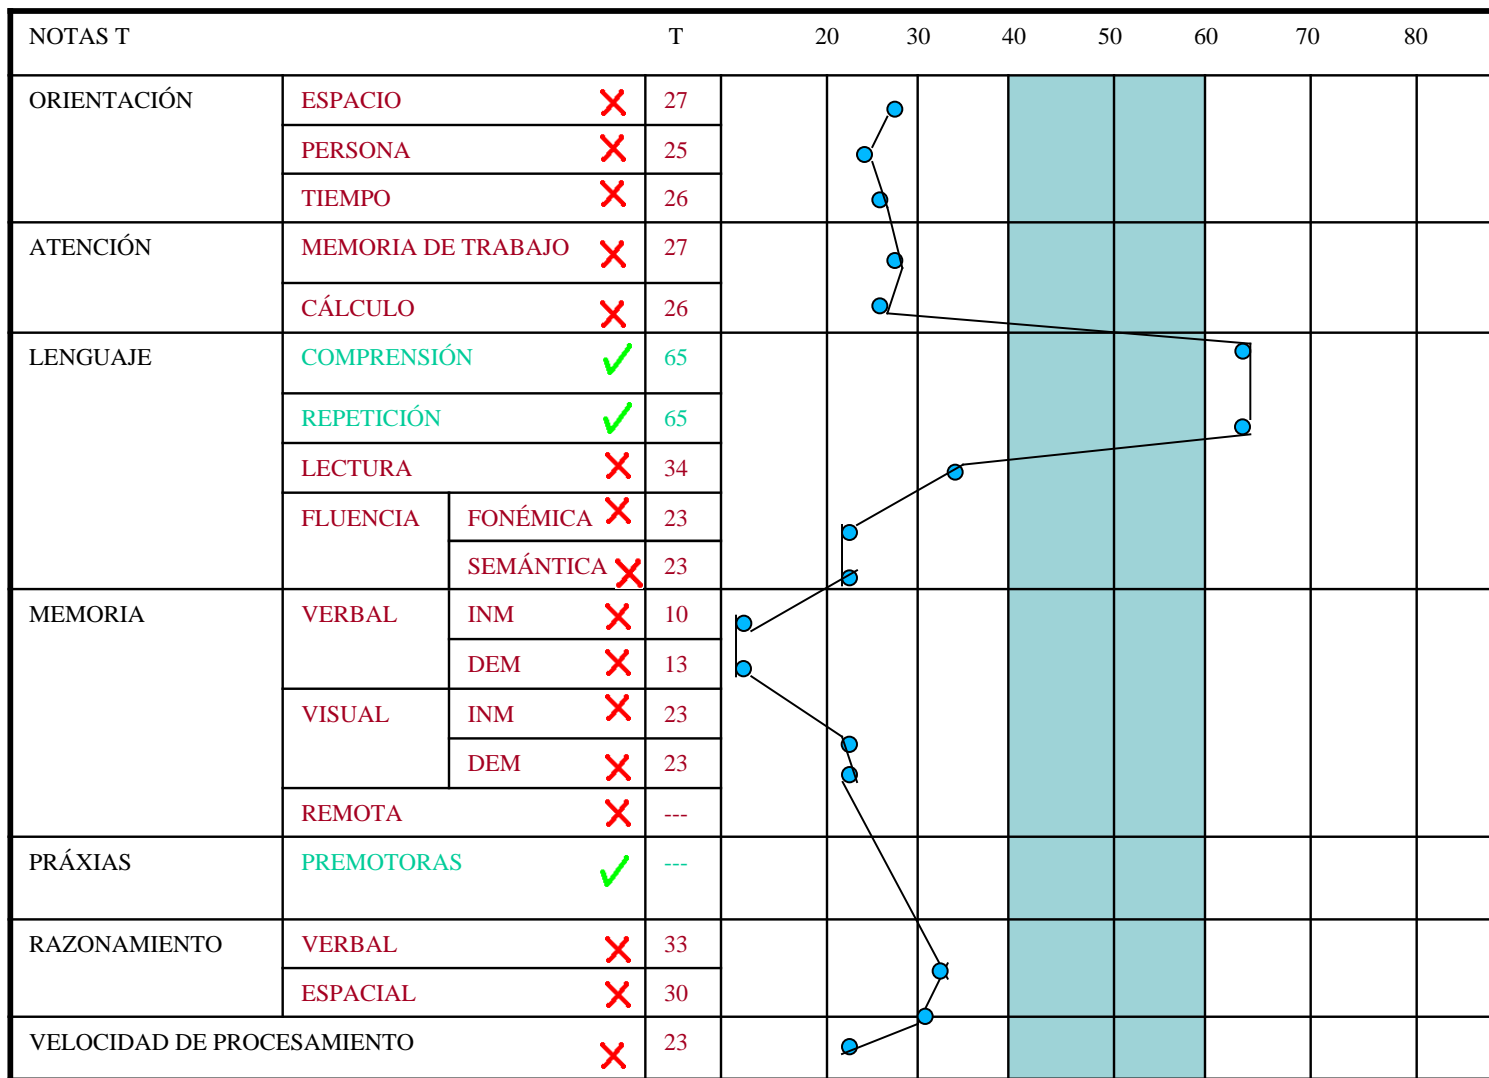 NOTAS T T 20 30 40 50 60 70 80
ORIENTACIÓN ESPACIO 27
PERSONA 25
TIEMPO 26
ATENCIÓN MEMORIA DE TRABAJO 27
CÁLCULO 26
LENGUAJE COMPRENSIÓN 65
REPETICIÓN 65
LECTURA 34
FLUENCIA FONÉMICA 23
SEMÁNTICA 23
MEMORIA VERBAL INM 10
DEM 13
VISUAL INM 23
DEM 23
REMOTA ---
PRÁXIAS PREMOTORAS ---
RAZONAMIENTO VERBAL 33
ESPACIAL 30
VELOCIDAD DE PROCESAMIENTO 23